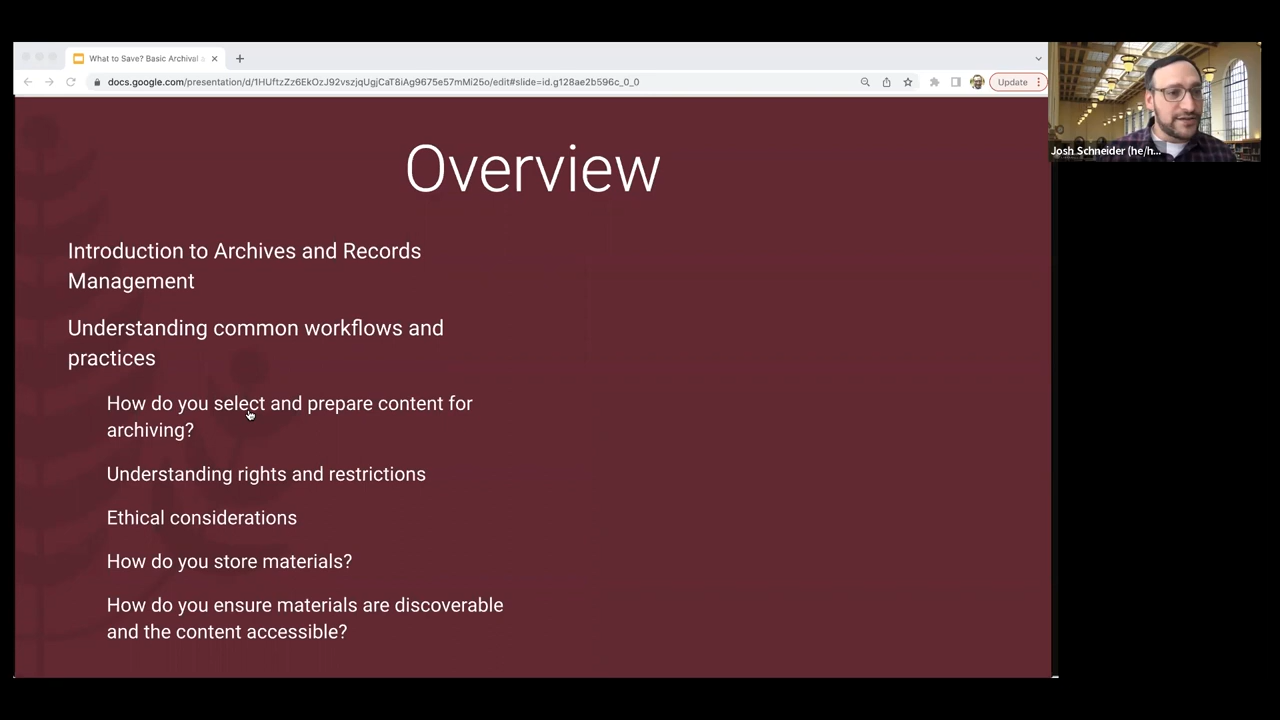 What to Save? Basic Archival
docs.google.com/presentation/d/1HUftzZz6EkOzJ92vszjqUgjCaT8iAg9675e57mMi25o/edit#slide=id.g128ae2b596c_0_0
Update
Josh Schneider (he/h...
Overview
Introduction to Archives and Records
Management
Understanding common workflows and
practices
How do you select and prepare content for
archiving?
Understanding rights and restrictions
Ethical considerations
How do you store materials?
How do you ensure materials are discoverable
and the content accessible?